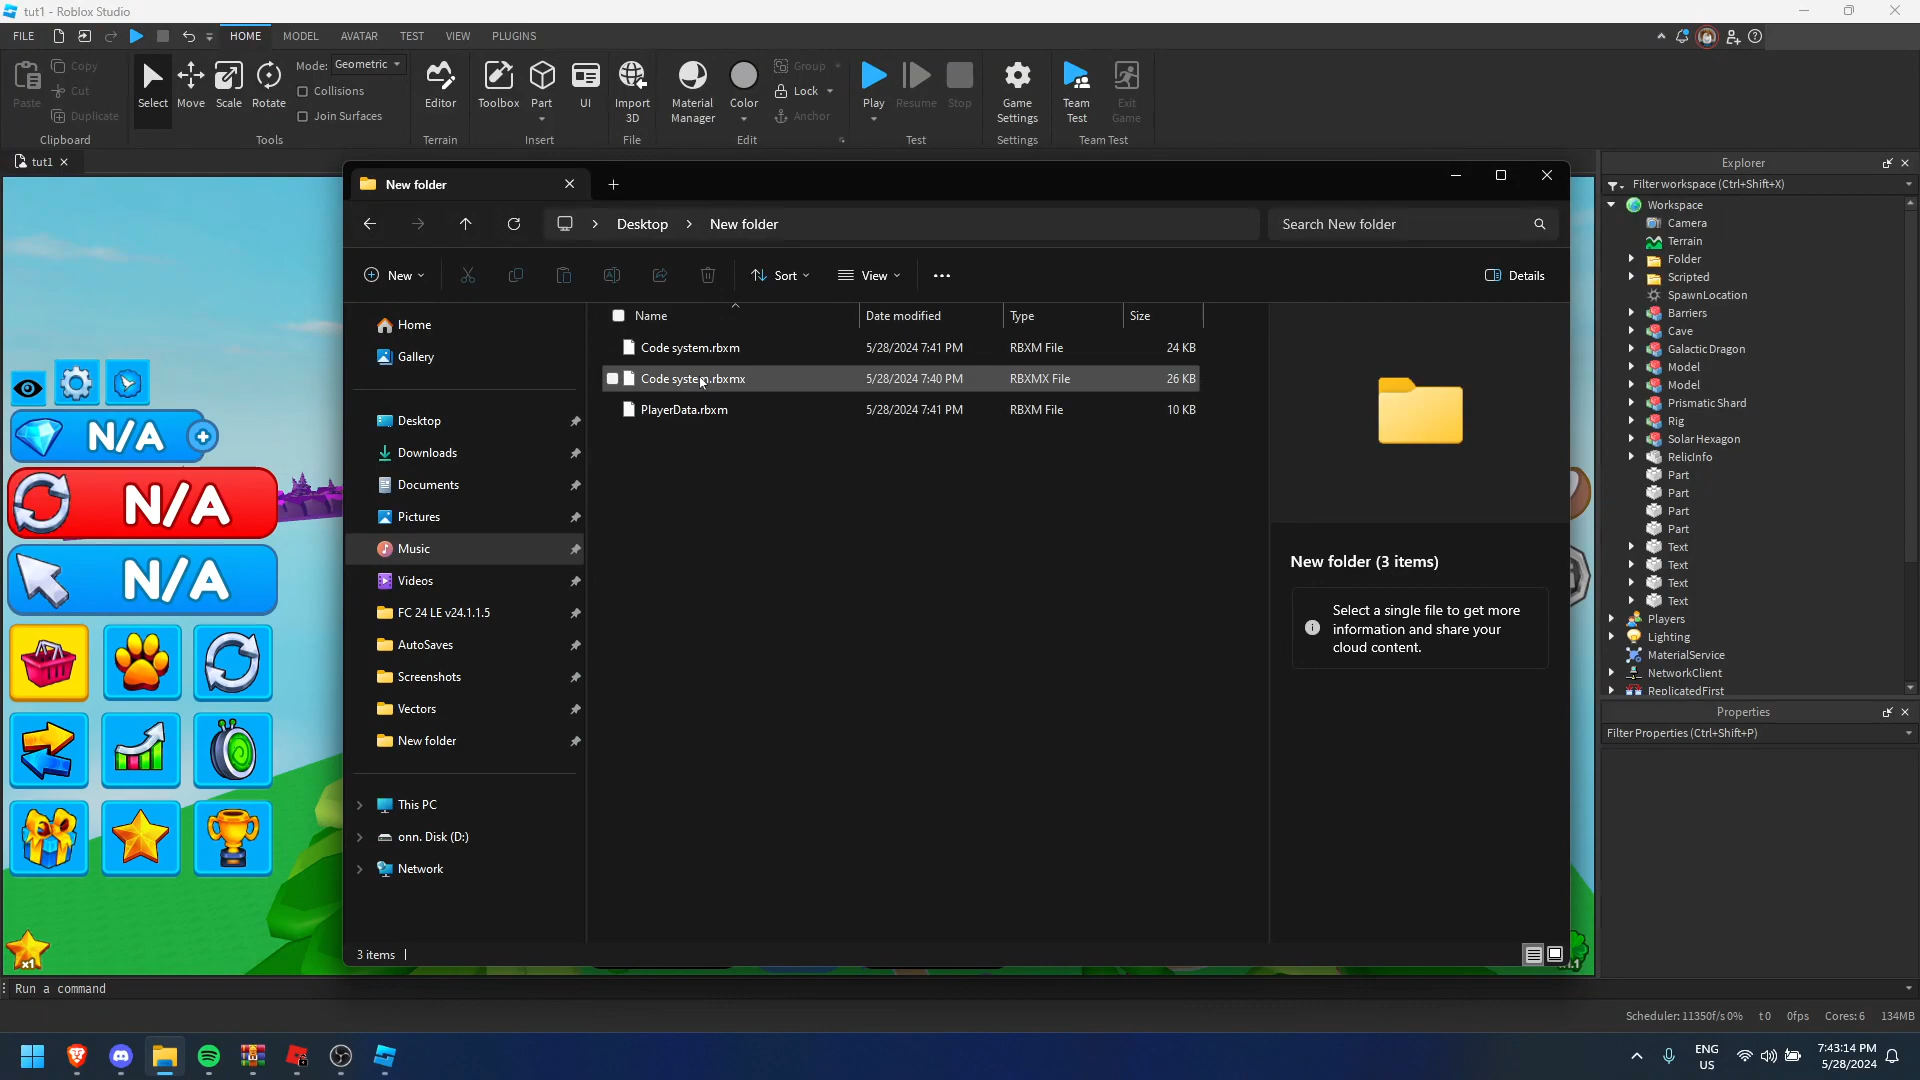 tut1 - Roblox Studio
FILE HOME MODEL AVATAR TEST VIEW PLUGINS
Paste Copy Cut Duplicate Clipboard
Select Move Scale Rotate Mode: Geometric Collisions Join Surfaces Tools
Editor Terrain
Toolbox Part UI Insert
Import 3D File
Material Manager Color Group Lock Anchor Edit
Play Resume Stop Test
Game Settings Settings
Team Test Exit Game Team Test
tut1
N/A
N/A
N/A
x1
New folder
Desktop > New folder
Search New folder
New Sort View Details
Home
Gallery
Desktop
Downloads
Documents
Pictures
Music
Videos
FC 24 LE v24.1.1.5
AutoSaves
Screenshots
Vectors
New folder
This PC
onn. Disk (D:)
Network
Name Date modified Type Size
Code system.rbxm 5/28/2024 7:41 PM RBXM File 24 KB
Code system.rbxmx 5/28/2024 7:40 PM RBXMX File 26 KB
PlayerData.rbxm 5/28/2024 7:41 PM RBXM File 10 KB
New folder (3 items)
Select a single file to get more
information and share your
cloud content.
3 items
Explorer
Filter workspace (Ctrl+Shift+X)
Workspace
Camera
Terrain
Folder
Scripted
SpawnLocation
Barriers
Cave
Galactic Dragon
Model
Model
Prismatic Shard
Rig
Solar Hexagon
RelicInfo
Part
Part
Part
Part
Text
Text
Text
Text
Players
Lighting
MaterialService
NetworkClient
ReplicatedFirst
Properties
Filter Properties (Ctrl+Shift+P)
Run a command
Scheduler: 11350f/s 0% t0 0fps Cores: 6 134MB
ENG
US
7:43:14 PM
5/28/2024